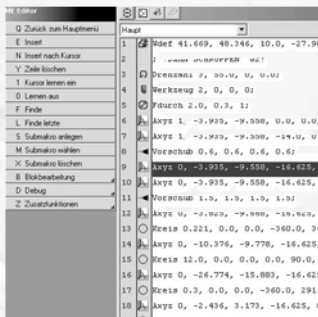 Mt Editor
Q Zurück zum Hauptmenü
E Insert
N Insert nach Kursor
Y Zeile löschen
1 Kursor lernen ein
0 Lernen aus
F Finde
L Finde letzte
S Submakro anlegen
M Submakro wählen
X Submakro löschen
B Blokbearbeitung
D Debug
Z Zusatzfunktionen
Haupt
1 Wdef 41.669, 48.346, 10.0, -27.98
2 ;
3 Drehzahl 3, 55.0, 0, 0.0;
4 Werkzeug 2, 0, 0, 0;
5 Fdurch 2.0, 0.3, 1;
6 Axyz 1, -3.935, -9.558, 0.0, 0.0,
7 Axyz 1, -3.935, -9.558, -14.0, 0
8 Vorschub 0.6, 0.6, 0.6, 0.6;
9 Axyz 0, -3.935, -9.558, -16.625,
10 Axyz 0, -3.935, -9.558, -16.625,
11 Vorschub 1.5, 1.5, 1.5, 1.5;
12 Axyz 0,
13 Kreis 0.221, 0.0, 0.0, -360.0, 3
14 Axyz 0, -10.376, -9.778, -16.625,
15 Kreis 12.0, 0.0, 0.0, 0.0, 90.0,
16 Axyz 0, -26.774, -15.883, -16.625
17 Kreis 0.3, 0.0, 0.0, -360.0, 291
18 Axyz 0, -2.436, 3.173, -16.625,